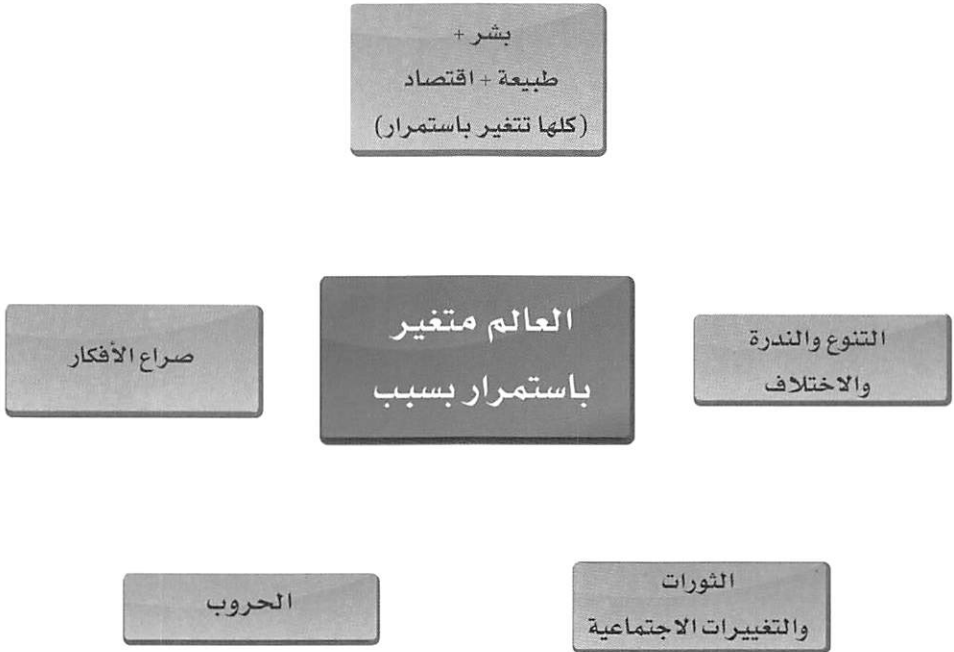 بشر +
طبيعة + اقتصاد
(كلها تتغير باستمرار)
العالم متغير
باستمرار بسبب
التنوع والندرة
والاختلاف
صراع الأفكار
الثورات
والتغييرات الاجتماعية
الحروب